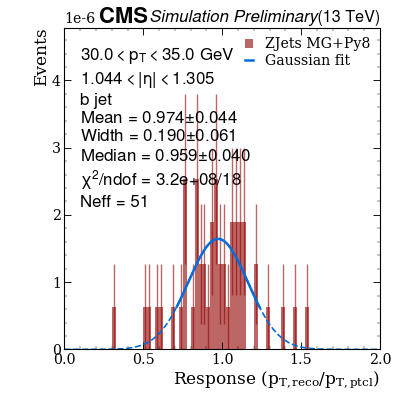 1e-6 CMS Simulation Preliminary (13 TeV)
Events
30.0 < p_T < 35.0 GeV
1.044 < |η| < 1.305
b jet
Mean = 0.974±0.044
Width = 0.190±0.061
Median = 0.959±0.040
χ²/ndof = 3.2e+08/18
Neff = 51
ZJets MG+Py8
Gaussian fit
4
3
2
1
0
0.0 0.5 1.0 1.5 2.0
Response (p_T,reco/p_T,ptcl)